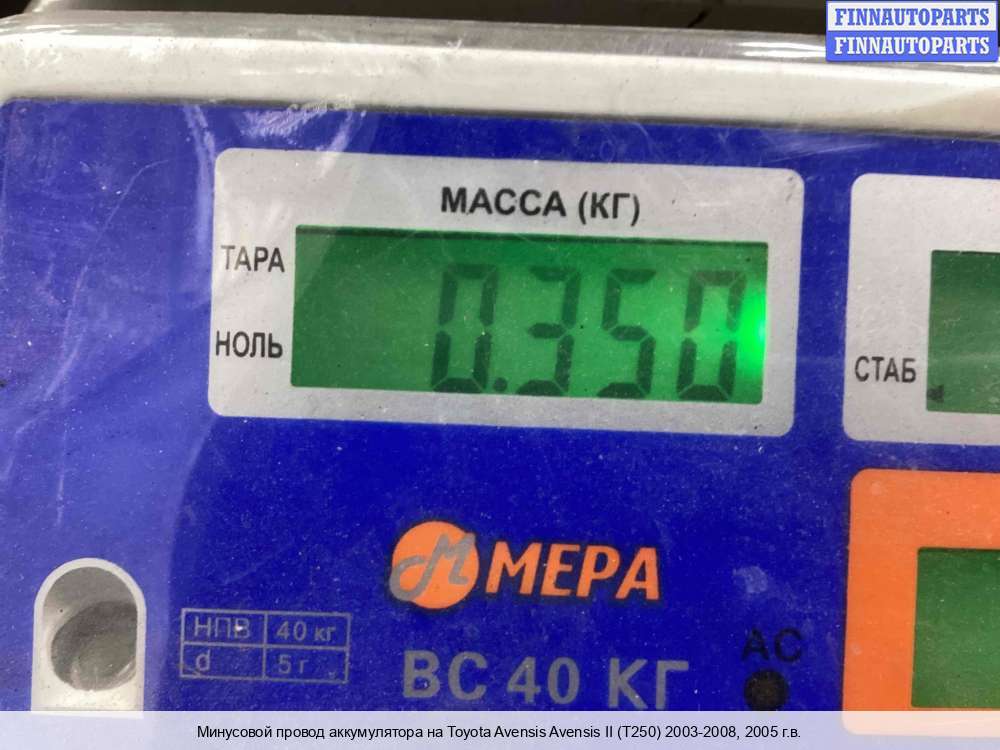 FINNAUTOPARTS
FINNAUTOPARTS
МАССА (КГ)
ТАРА
0.350
НОЛЬ
СТАБ
М МЕРА
НПВ 40 кг
d 5 г
ВС 40 КГ
АС
Минусовой провод аккумулятора на Toyota Avensis Avensis II (T250) 2003-2008, 2005 г.в.